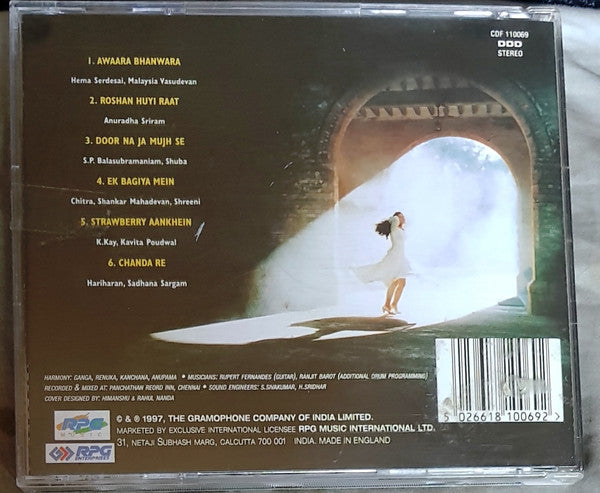 CDF 110069
DDD
STEREO
1. AWAARA BHANWARA
Hema Serdesai, Malaysia Vasudevan
2. ROSHAN HUYI RAAT
Anuradha Sriram
3. DOOR NA JA MUJH SE
S.P. Balasubramaniam, Shuba
4. EK BAGIYA MEIN
Chitra, Shankar Mahadevan, Shreeni
5. STRAWBERRY AANKHEIN
K.Kay, Kavita Poudwal
6. CHANDA RE
Hariharan, Sadhana Sargam
HARMONY: GANGA, RENUKA, KANCHANA, ANUPAMA • MUSICIANS: RUPERT FERNANDES (GUITAR), RANJIT BAROT (ADDITIONAL DRUM PROGRAMMING)
RECORDED & MIXED AT: PANCHATHAN REORD INN, CHENNAI • SOUND ENGINEERS: S.SIVAKUMAR, H.SRIDHAR
COVER DESIGNED BY: HIMANSHU & RAHUL NANDA
5 026618 100692
RPG
MUSIC
RPG
ENTERPRISES
© & ℗ 1997, THE GRAMOPHONE COMPANY OF INDIA LIMITED.
MARKETED BY EXCLUSIVE INTERNATIONAL LICENSEE RPG MUSIC INTERNATIONAL LTD.
31, NETAJI SUBHASH MARG, CALCUTTA 700 001 INDIA. MADE IN ENGLAND